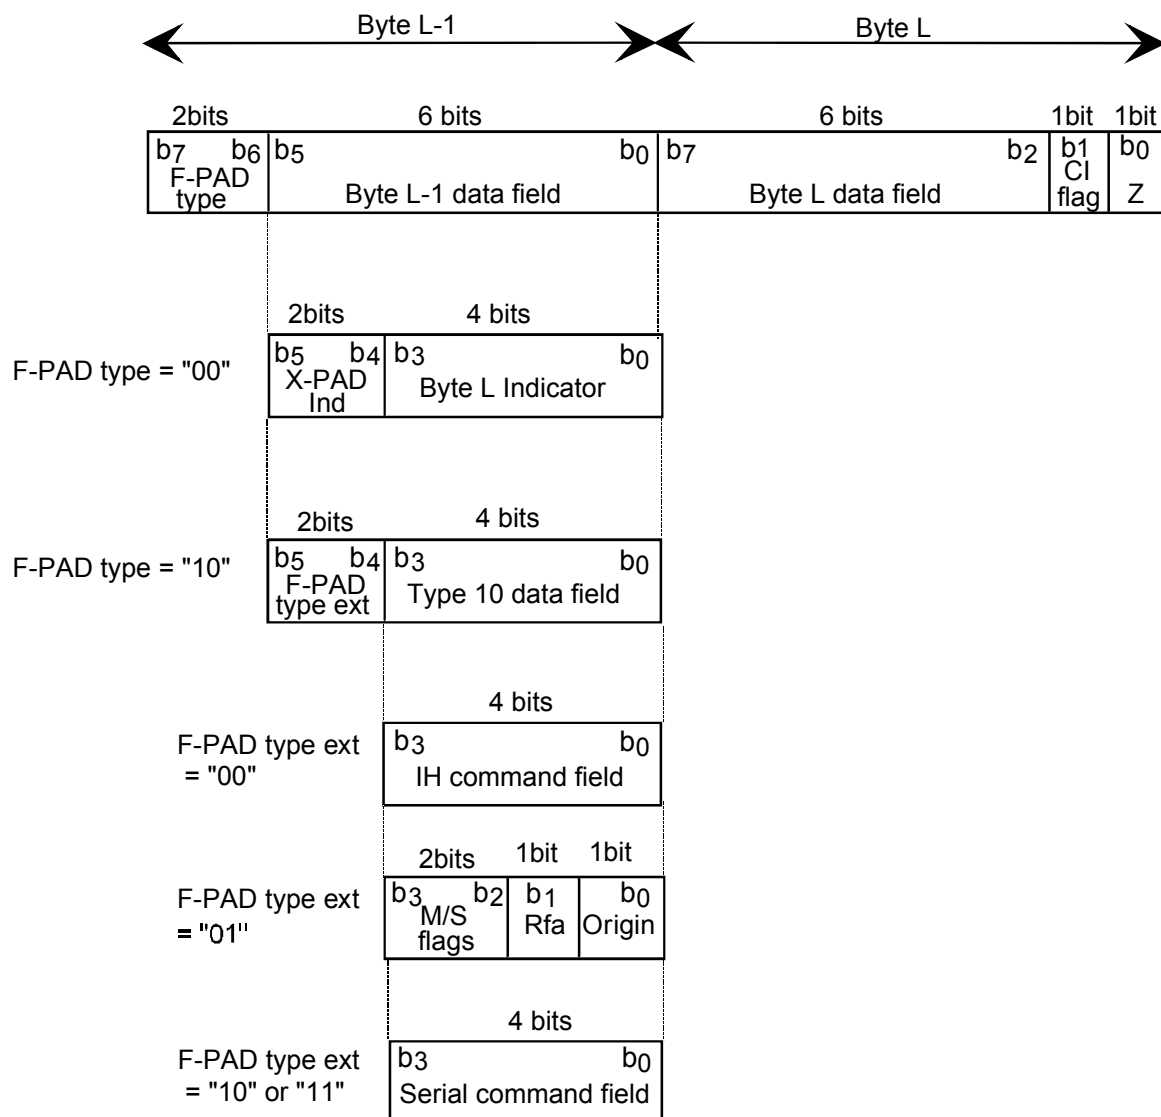 Byte L-1 Byte L
2bits 6 bits 6 bits 1bit 1bit
b7 b6 b5 b0 b7 b2 b1 b0
F-PAD type Byte L-1 data field Byte L data field CI flag Z
2bits 4 bits
F-PAD type = "00"
b5 b4 b3 b0
X-PAD Ind Byte L Indicator
2bits 4 bits
F-PAD type = "10"
b5 b4 b3 b0
F-PAD type ext Type 10 data field
4 bits
F-PAD type ext
= "00"
b3 b0
IH command field
2bits 1bit 1bit
F-PAD type ext
= "01"
b3 b2 b1 b0
M/S flags Rfa Origin
4 bits
F-PAD type ext
= "10" or "11"
b3 b0
Serial command field